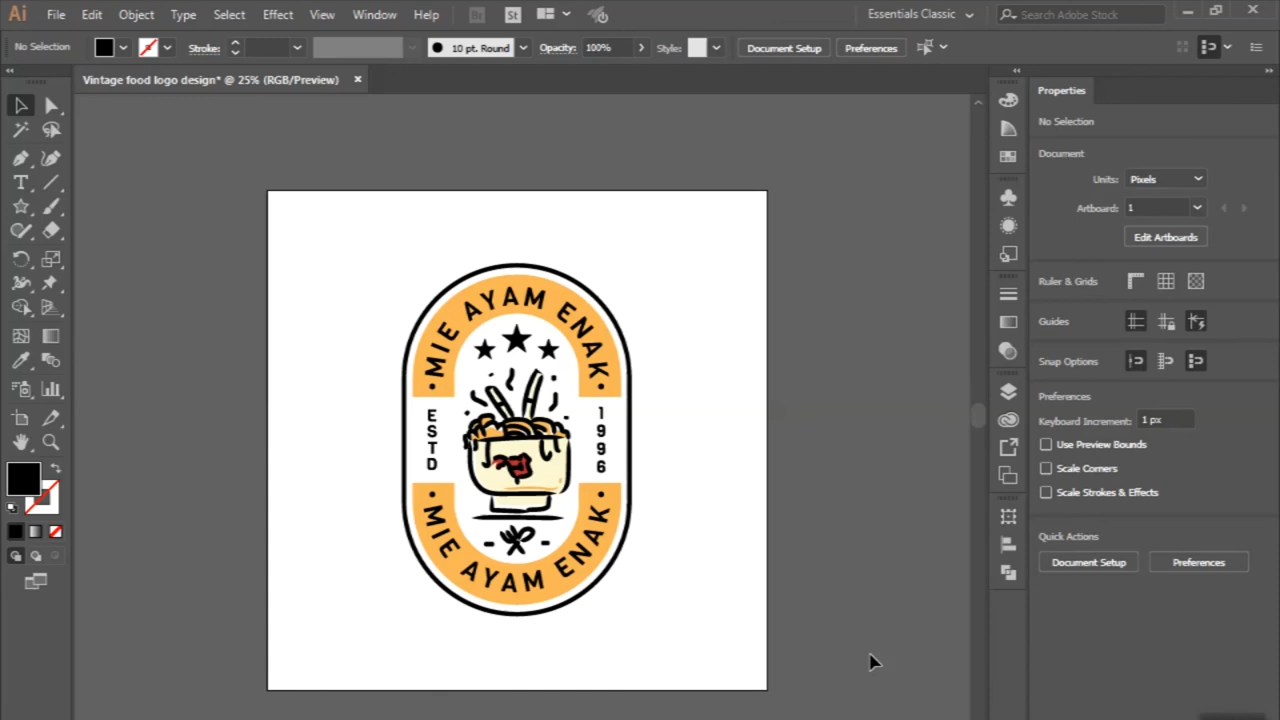 Ai File Edit Object Type Select Effect View Window Help Br St Essentials Classic Search Adobe Stock
No Selection Stroke: 10 pt. Round Opacity: 100% Style: Document Setup Preferences
Vintage food logo design* @ 25% (RGB/Preview)
Properties
No Selection
Document
Units: Pixels
Artboard: 1
Edit Artboards
Ruler & Grids
Guides
Snap Options
Preferences
Keyboard Increment: 1 px
Use Preview Bounds
Scale Corners
Scale Strokes & Effects
Quick Actions
Document Setup Preferences
• MIE AYAM ENAK •
ESTD
1996
• MIE AYAM ENAK •